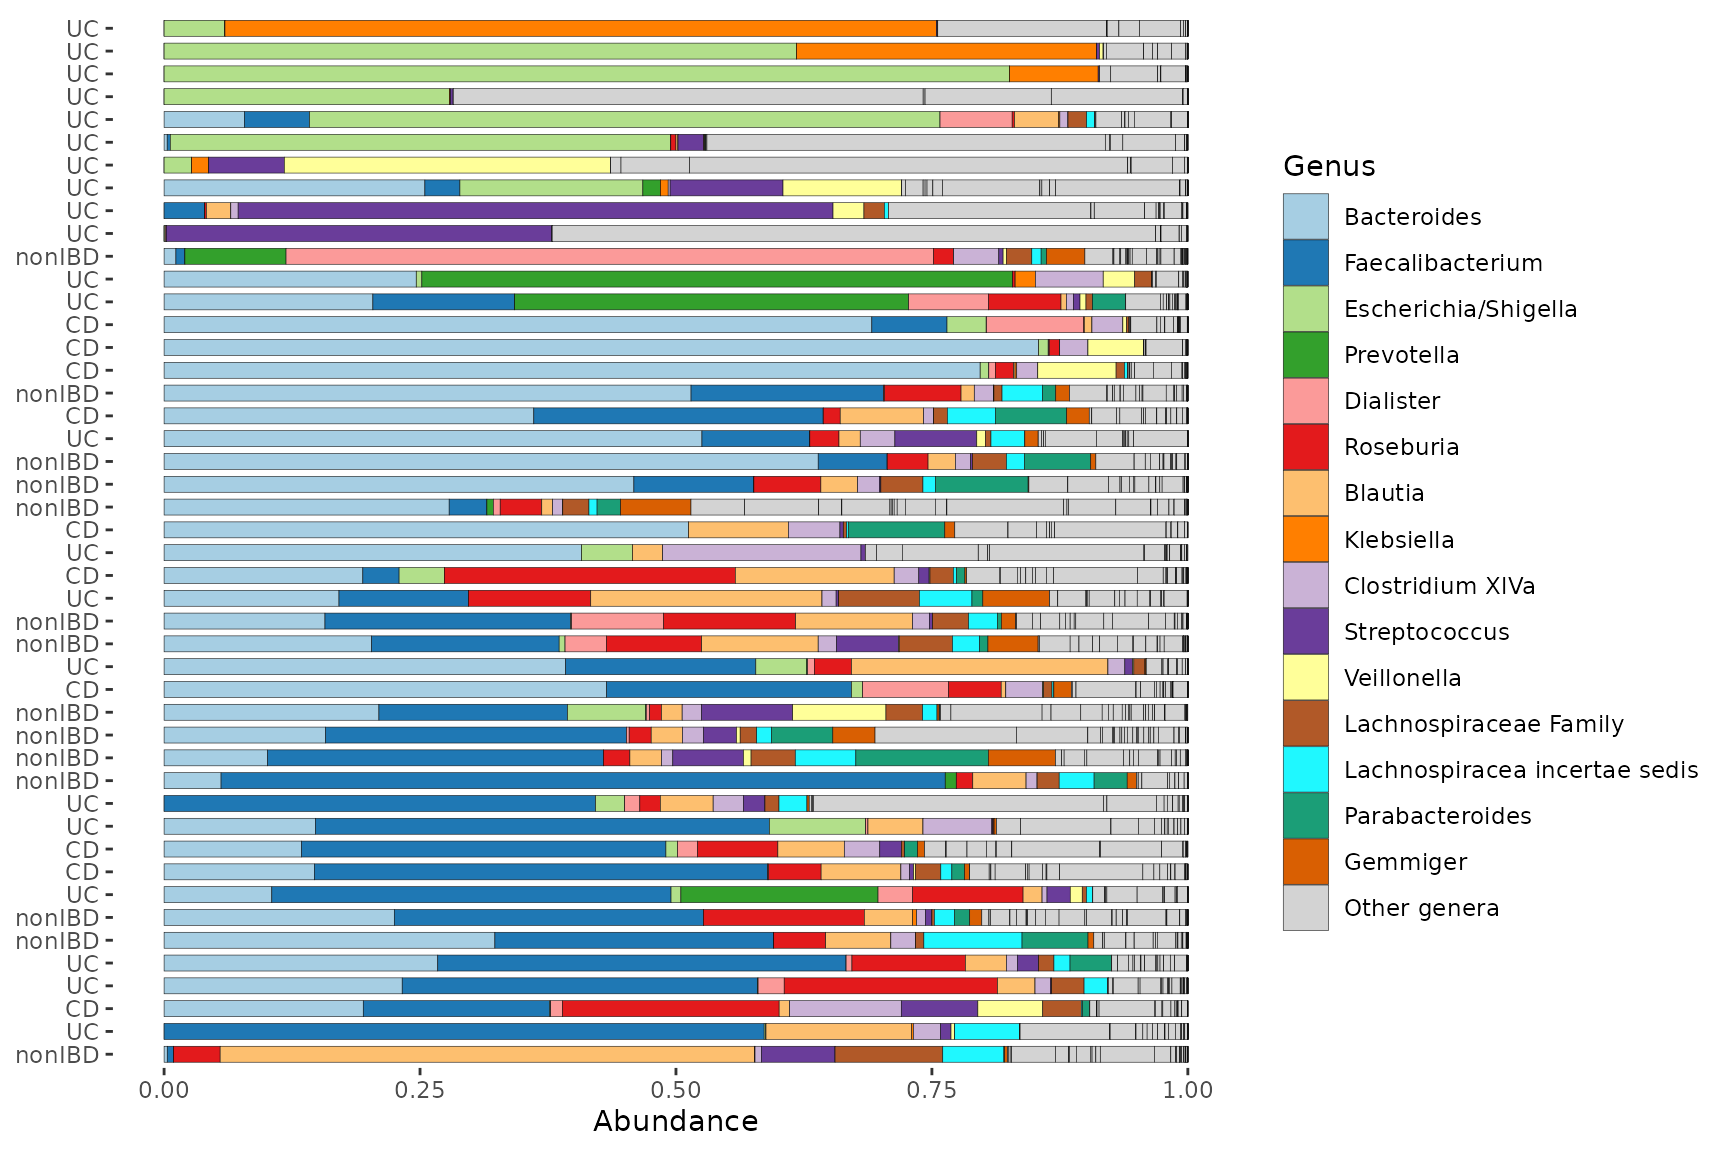 UC
UC
UC
UC
UC
UC
UC
UC
UC
UC
nonIBD
UC
UC
CD
CD
CD
nonIBD
CD
UC
nonIBD
nonIBD
nonIBD
CD
UC
CD
UC
nonIBD
nonIBD
UC
CD
nonIBD
nonIBD
nonIBD
nonIBD
UC
UC
CD
CD
UC
nonIBD
nonIBD
UC
UC
CD
UC
nonIBD
0.00 0.25 0.50 0.75 1.00
Abundance
Genus
Bacteroides
Faecalibacterium
Escherichia/Shigella
Prevotella
Dialister
Roseburia
Blautia
Klebsiella
Clostridium XlVa
Streptococcus
Veillonella
Lachnospiraceae Family
Lachnospiracea incertae sedis
Parabacteroides
Gemmiger
Other genera